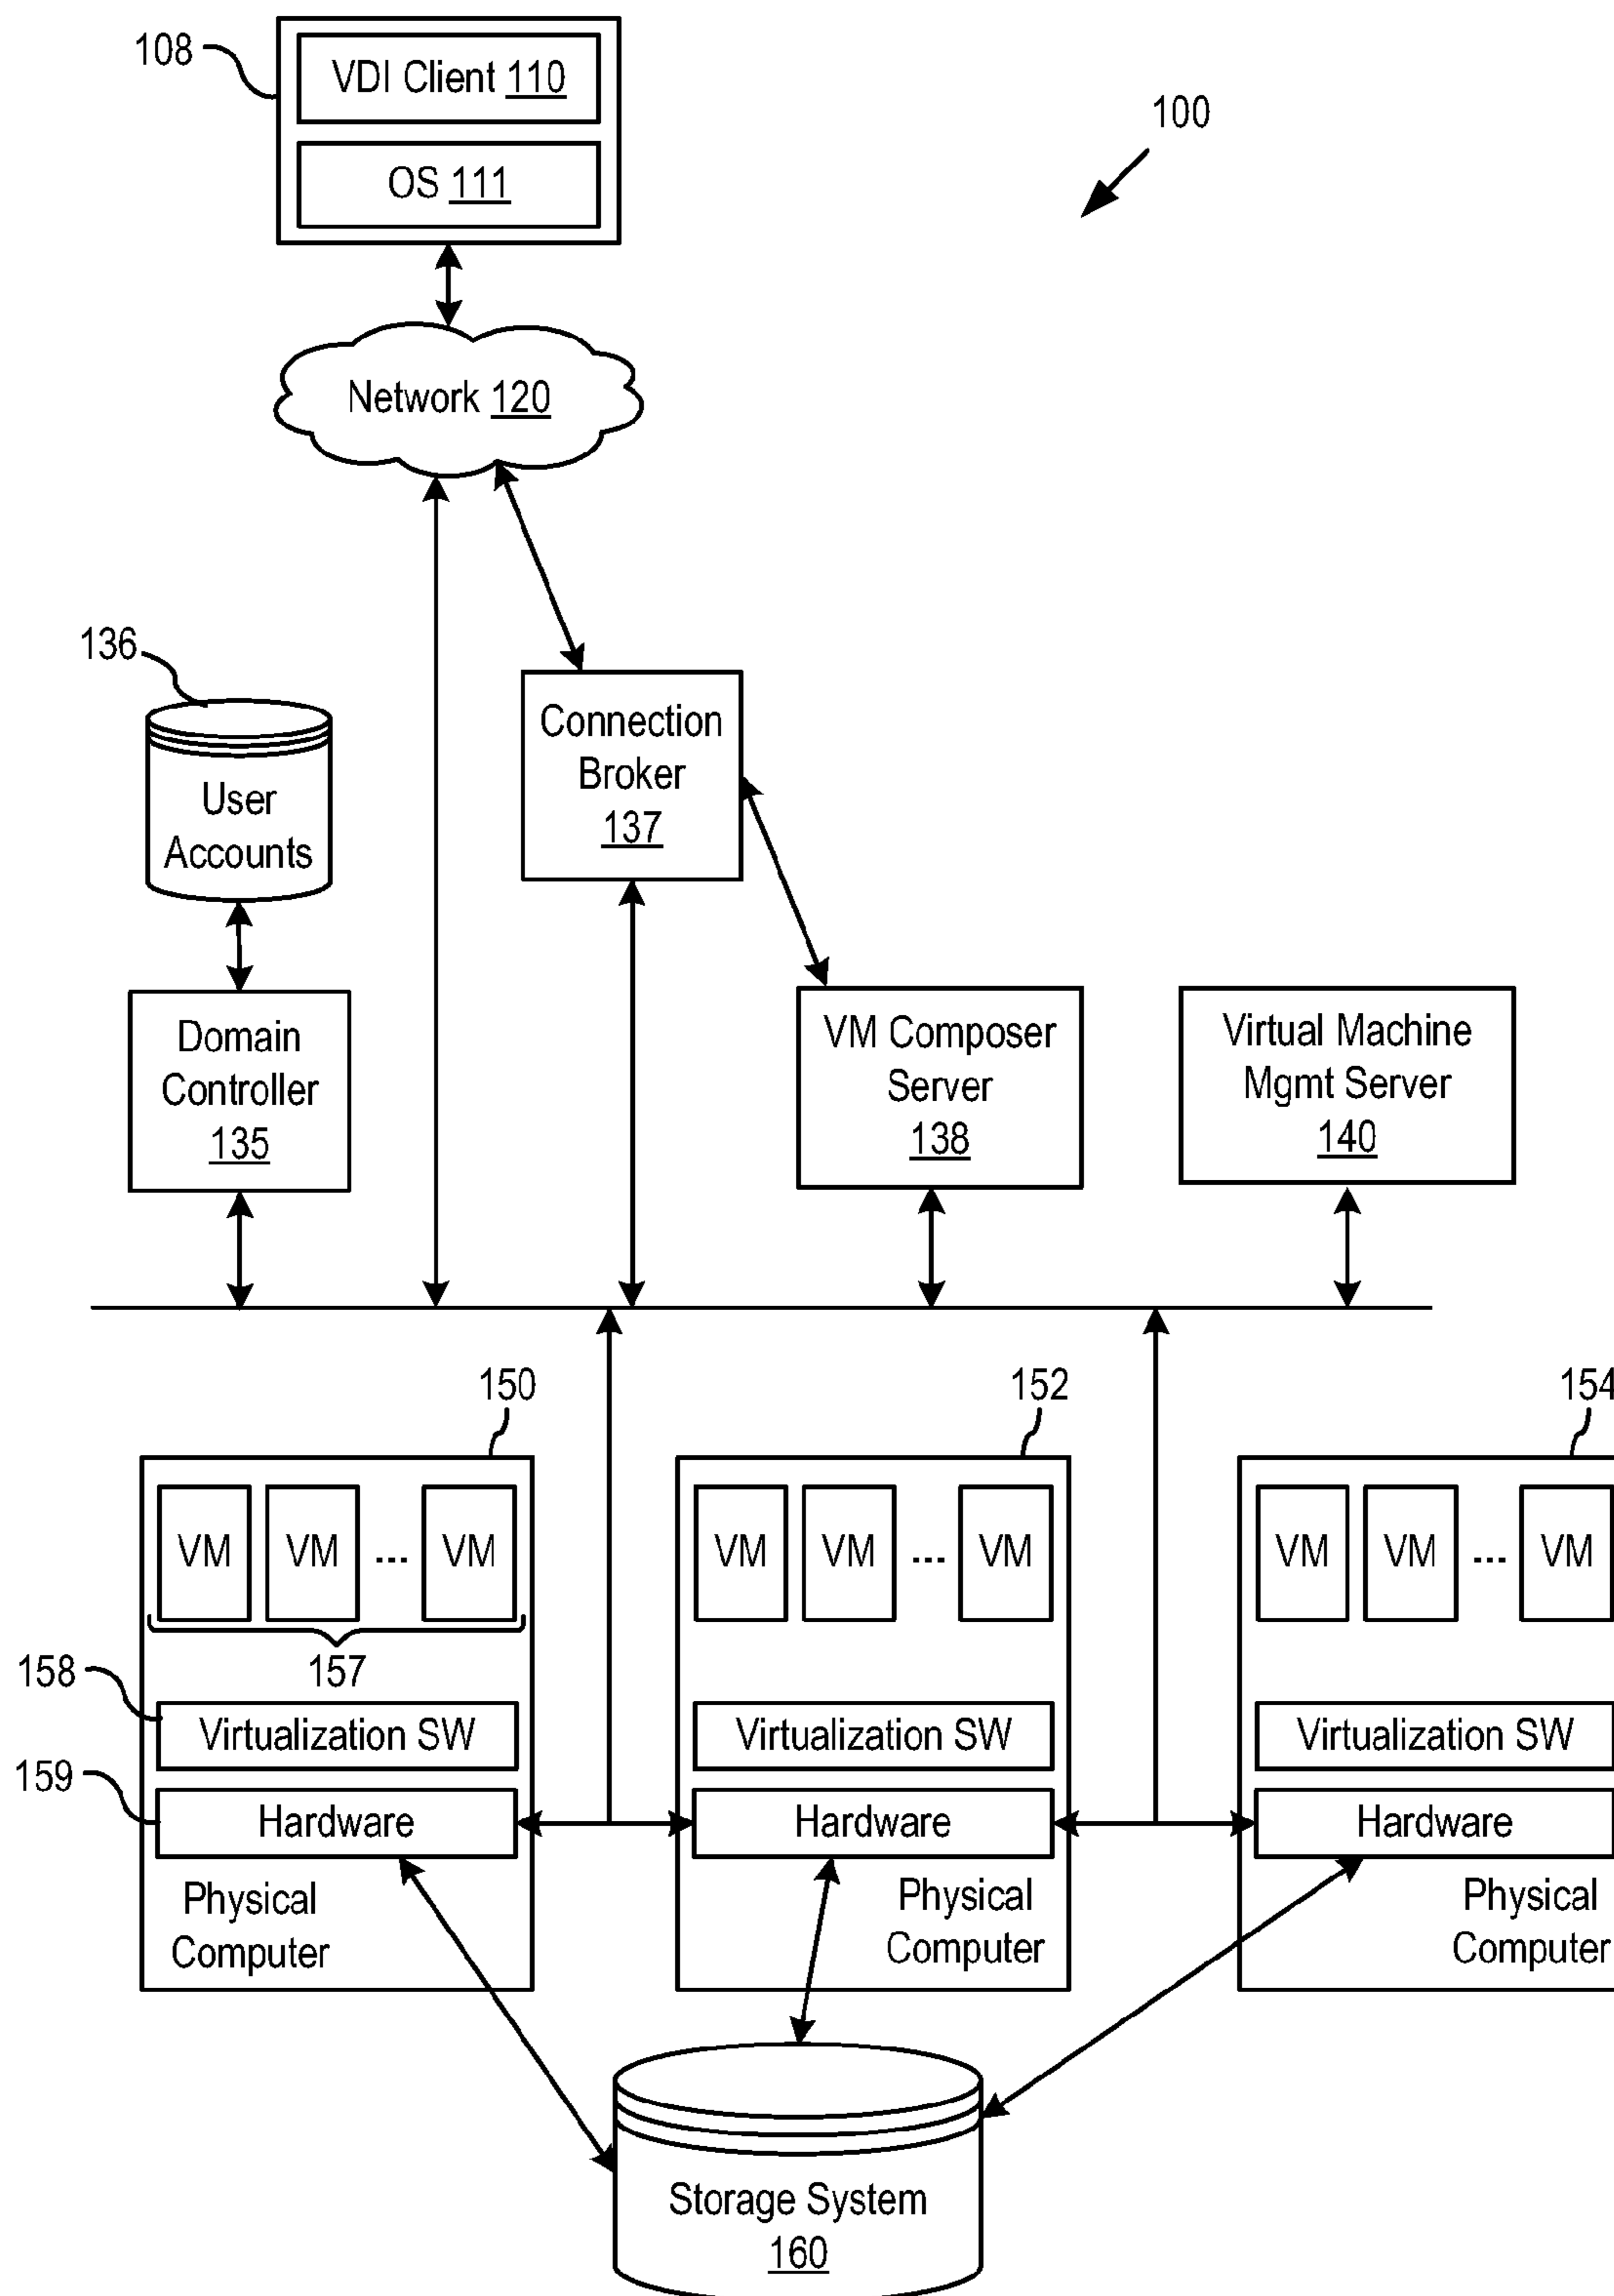 108
VDI Client 110
100
OS 111
Network 120
136
User
Accounts
Connection
Broker
137
Domain
Controller
135
VM Composer
Server
138
Virtual Machine
Mgmt Server
140
150
152
154
VM VM ... VM
VM VM ... VM
VM VM ... VM
157
158
Virtualization SW
Virtualization SW
Virtualization SW
159
Hardware
Hardware
Hardware
Physical
Computer
Physical
Computer
Physical
Computer
Storage System
160